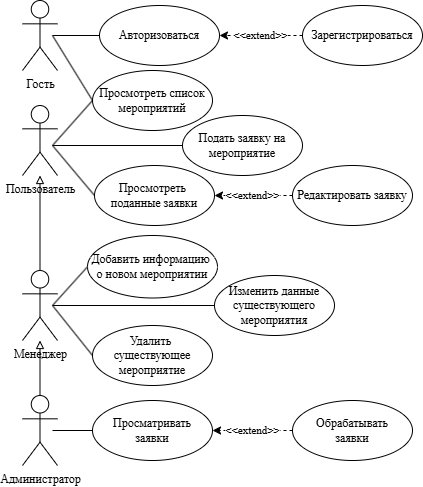 Авторизоваться
<<extend>>
Зарегистрироваться
Гость
Просмотреть список
мероприятий
Подать заявку на
мероприятие
Пользователь
Просмотреть
поданные заявки
<<extend>>
Редактировать заявку
Добавить информацию
о новом мероприятии
Изменить данные
существующего
мероприятия
Менеджер
Удалить
существующее
мероприятие
Просматривать
заявки
<<extend>>
Обрабатывать
заявки
Администратор